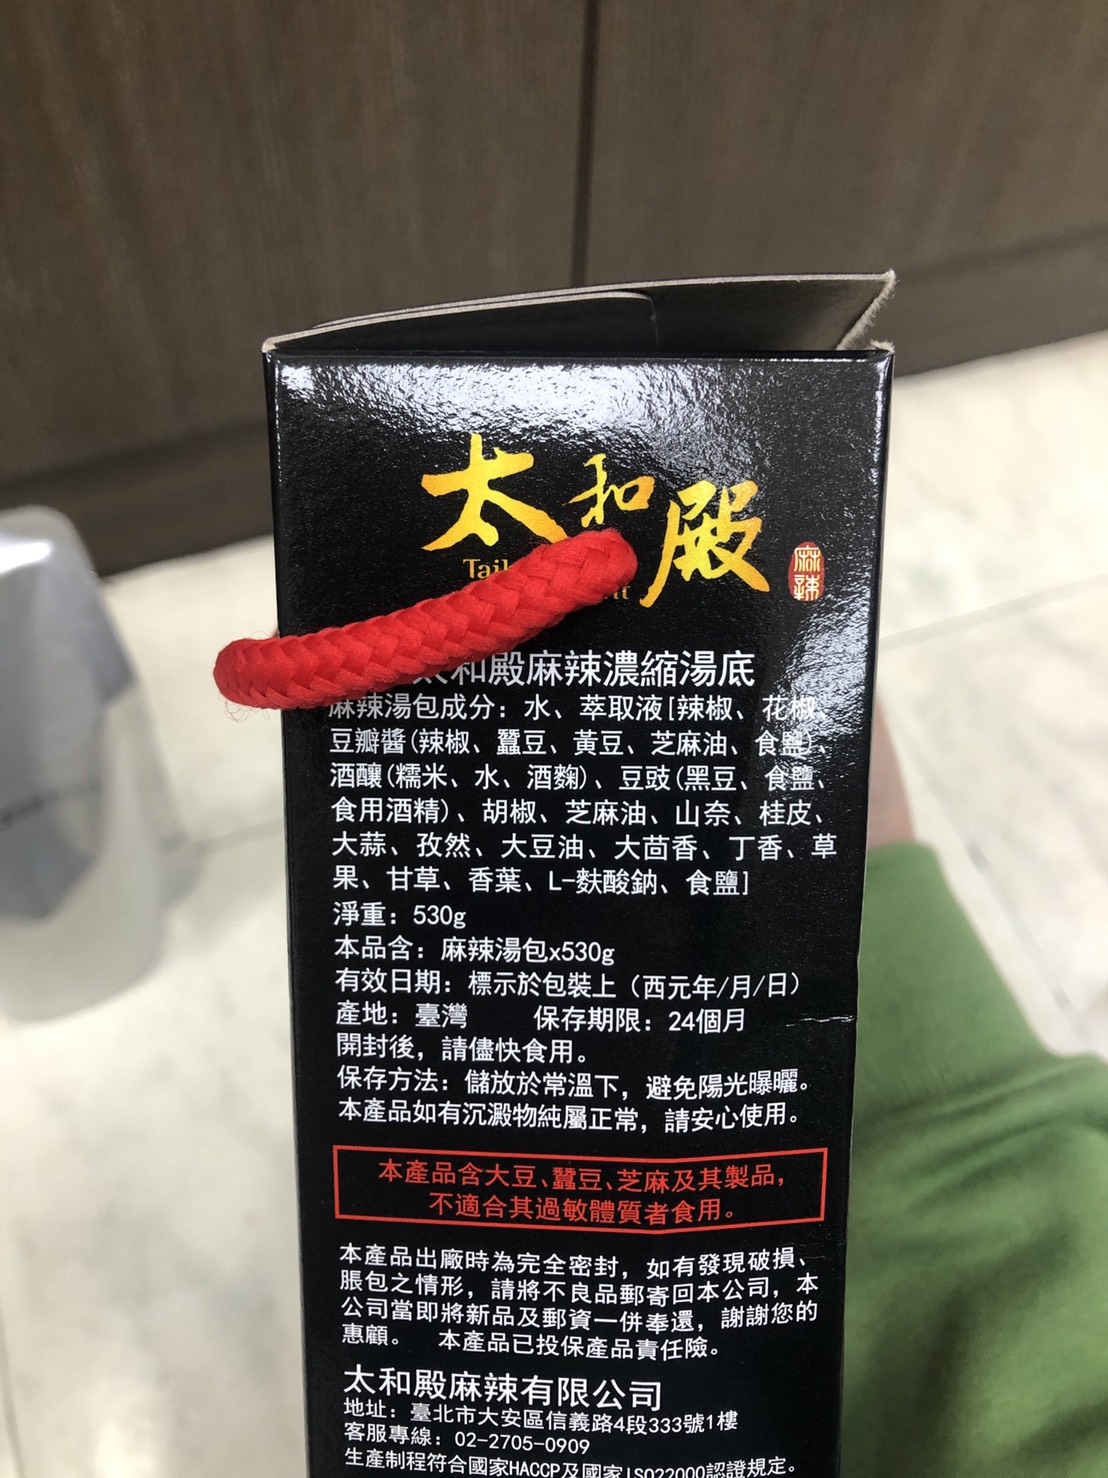 太和殿
麻辣
和殿麻辣濃縮湯底
麻辣湯包成分：水、萃取液[辣椒、花椒、
豆瓣醬(辣椒、蠶豆、黃豆、芝麻油、食鹽)、
酒釀(糯米、水、酒麴)、豆豉(黑豆、食鹽、
食用酒精)、胡椒、芝麻油、山奈、桂皮、
大蒜、孜然、大豆油、大茴香、丁香、草
果、甘草、香葉、L-麩酸鈉、食鹽]
淨重：530g
本品含：麻辣湯包x530g
有效日期：標示於包裝上（西元年/月/日）
產地：臺灣 保存期限：24個月
開封後，請儘快食用。
保存方法：儲放於常溫下，避免陽光曝曬。
本產品如有沉澱物純屬正常，請安心使用。
本產品含大豆、蠶豆、芝麻及其製品，
不適合其過敏體質者食用。
本產品出廠時為完全密封，如有發現破損、
脹包之情形，請將不良品郵寄回本公司，本
公司當即將新品及郵資一併奉還，謝謝您的
惠顧。 本產品已投保產品責任險。
太和殿麻辣有限公司
地址：臺北市大安區信義路4段333號1樓
客服專線：02-2705-0909
生產制程符合國家HACCP及國家ISO22000認證規定。